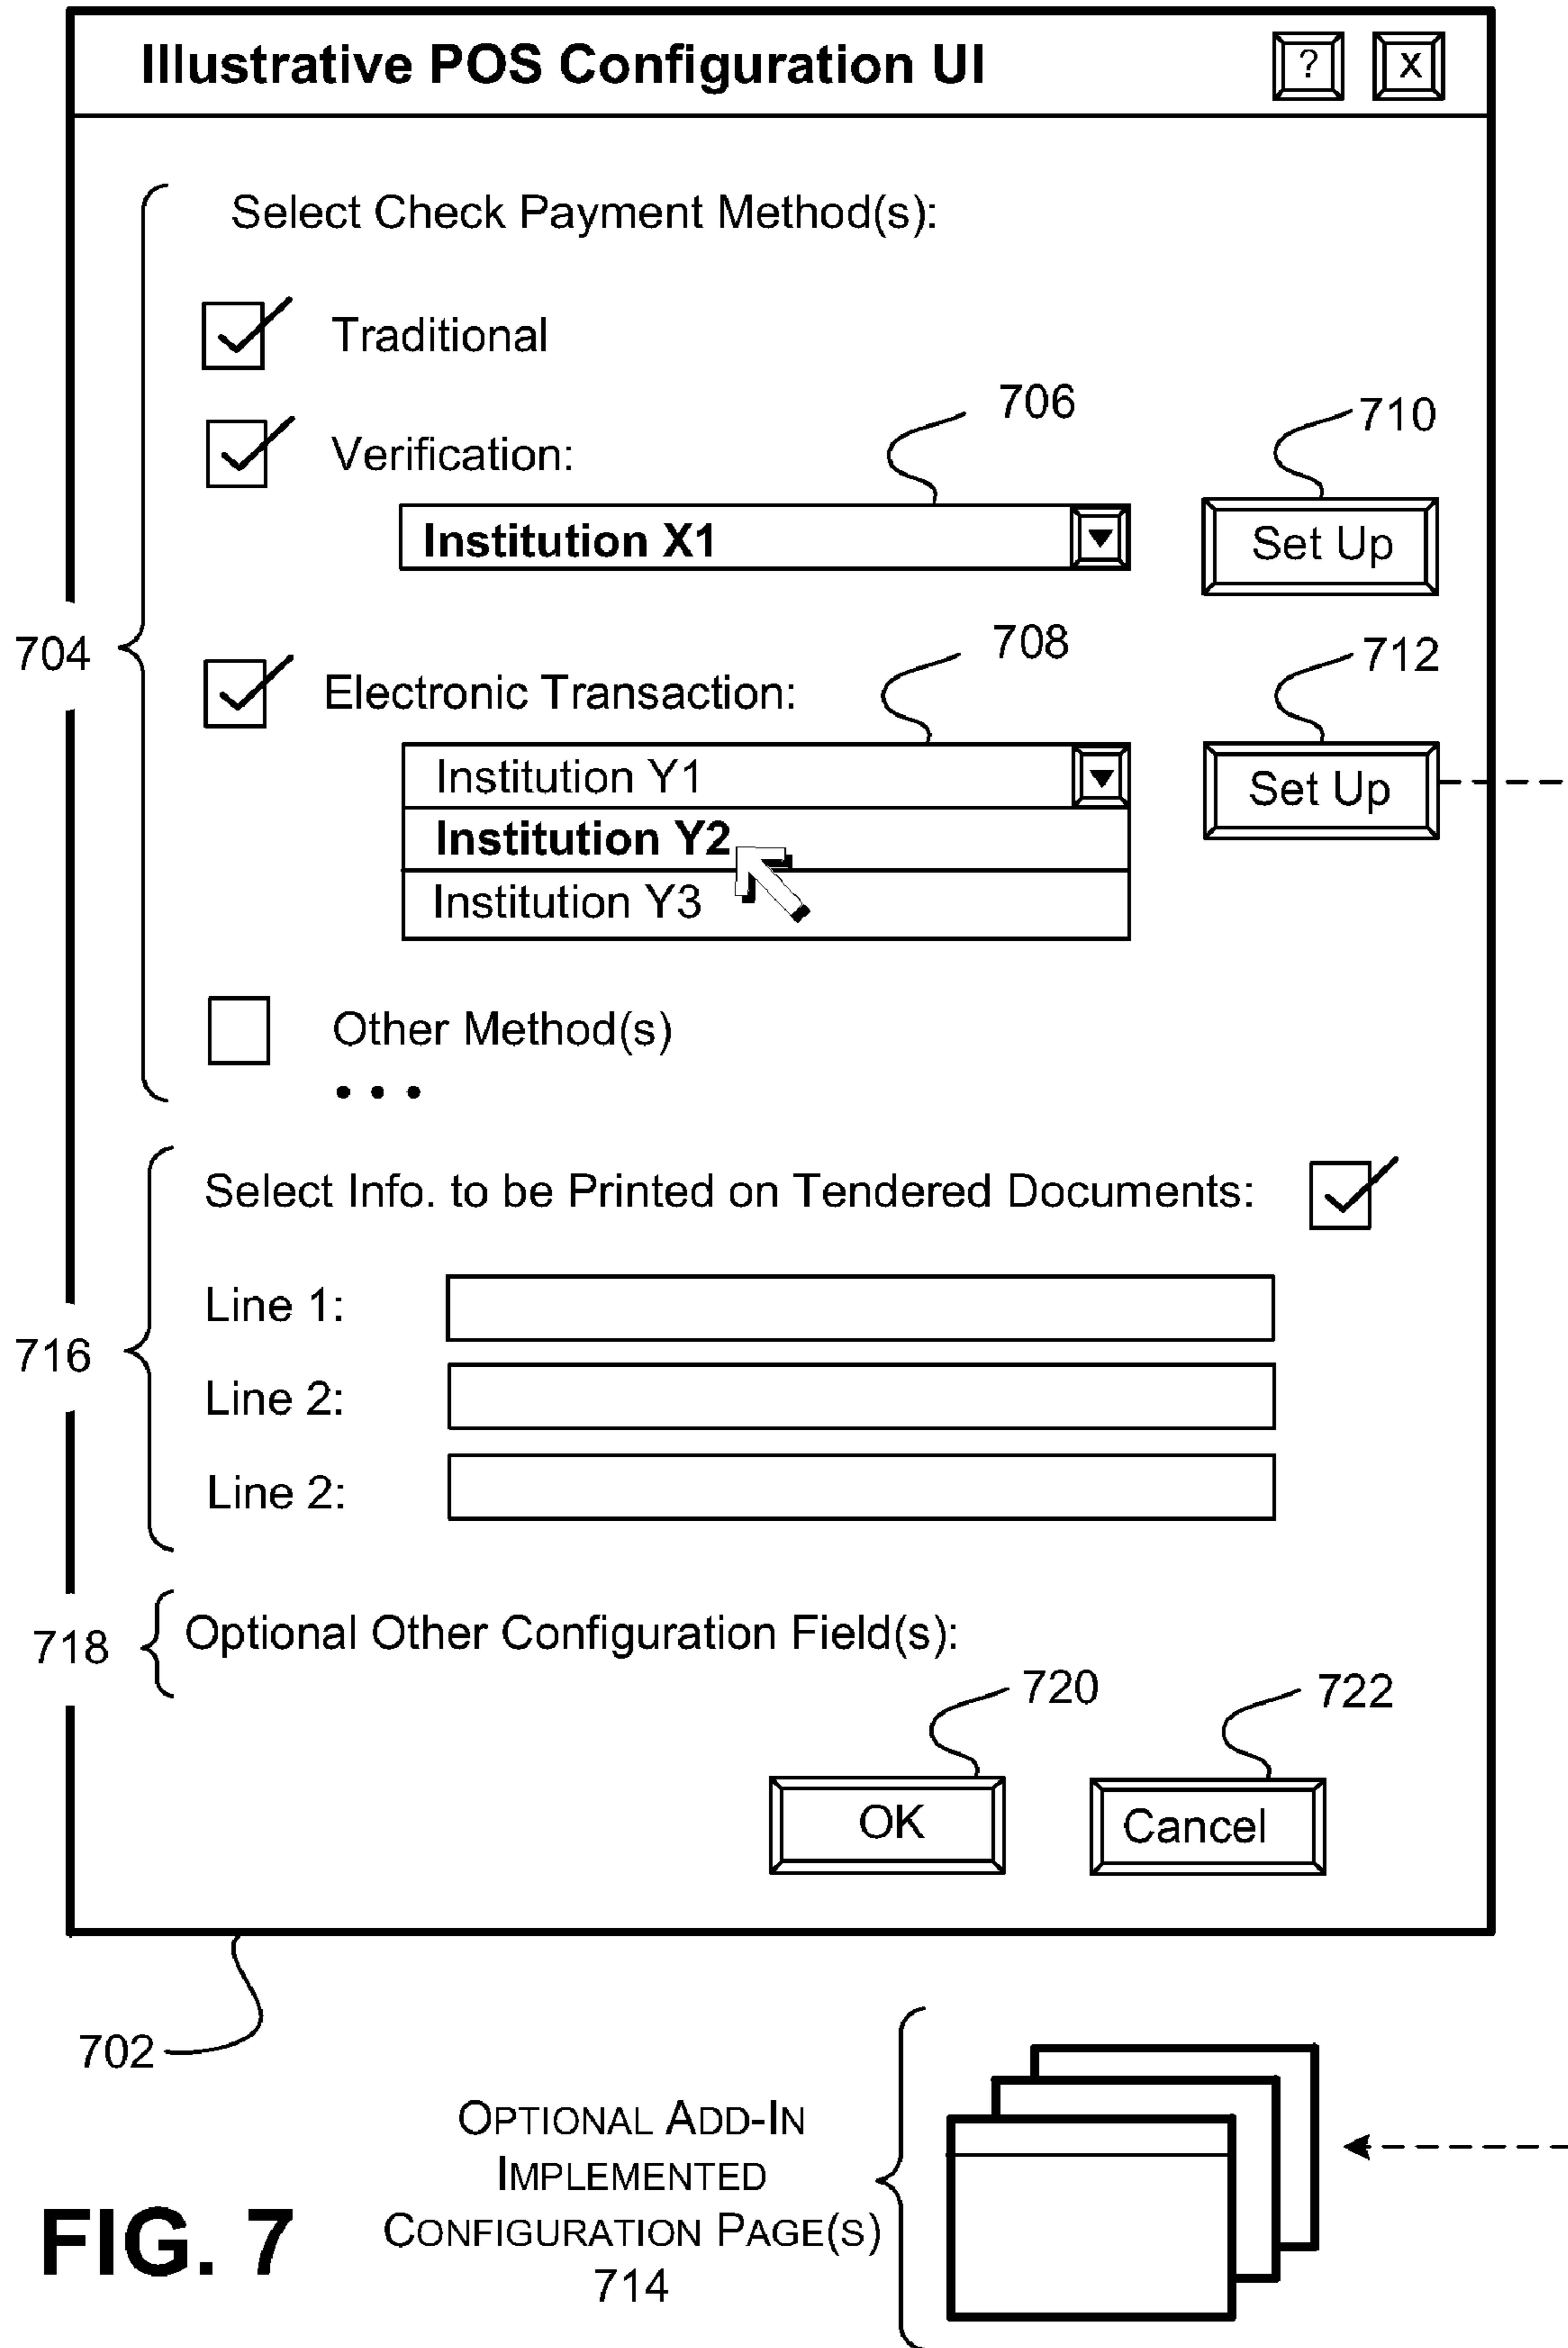 Illustrative POS Configuration UI ? X
Select Check Payment Method(s):
Traditional
706
710
Verification:
Institution X1
Set Up
704
708
712
Electronic Transaction:
Institution Y1
Set Up
Institution Y2
Institution Y3
Other Method(s)
• • •
Select Info. to be Printed on Tendered Documents:
Line 1:
716
Line 2:
Line 2:
718
Optional Other Configuration Field(s):
720
722
OK
Cancel
702
OPTIONAL ADD-IN
IMPLEMENTED
CONFIGURATION PAGE(S)
714
FIG. 7